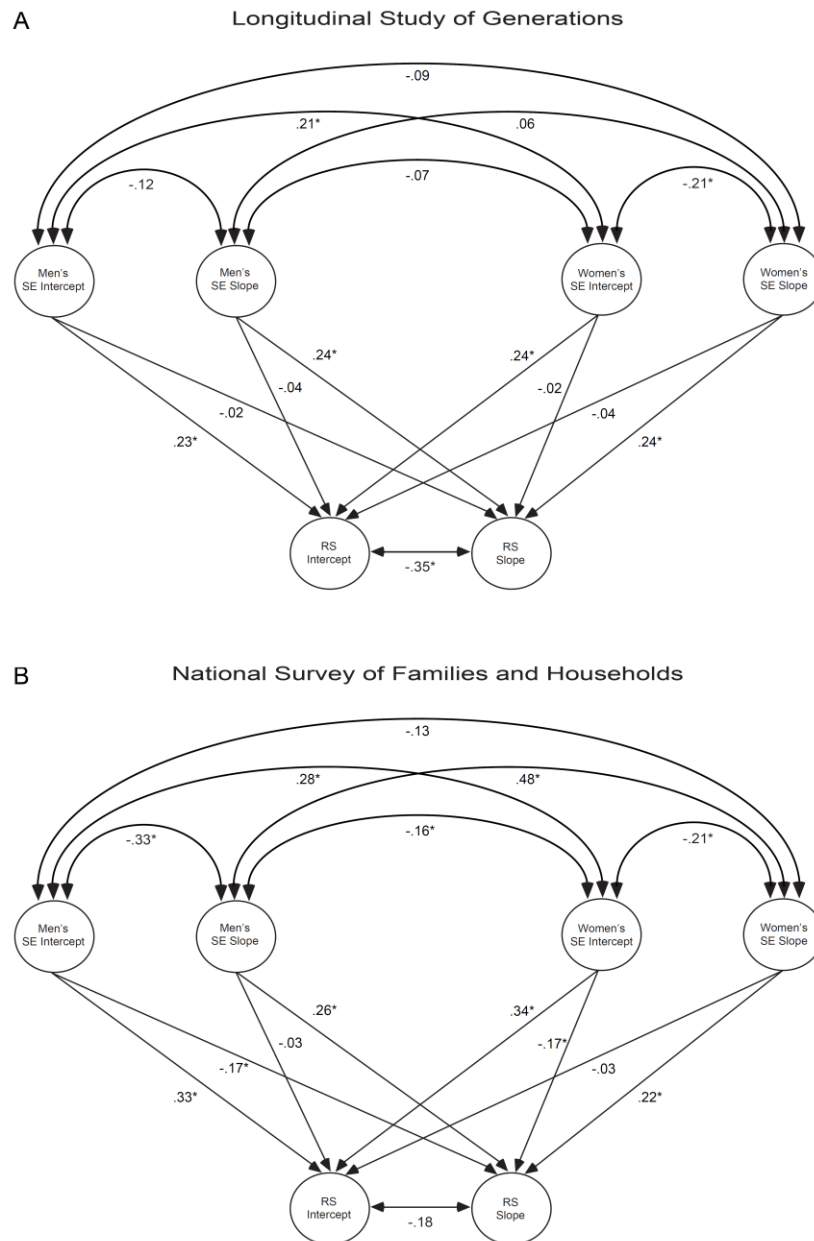 A
Longitudinal Study of Generations
-.09
.21*
.06
-.12
-.07
-.21*
Men's
SE Intercept
Men's
SE Slope
Women's
SE Intercept
Women's
SE Slope
.24*
.24*
-.04
-.02
-.02
-.04
.23*
.24*
RS
Intercept
RS
Slope
-.35*
B
National Survey of Families and Households
-.13
.28*
.48*
-.33*
-.16*
-.21*
Men's
SE Intercept
Men's
SE Slope
Women's
SE Intercept
Women's
SE Slope
.26*
.34*
-.03
-.17*
-.17*
-.03
.33*
.22*
RS
Intercept
RS
Slope
-.18